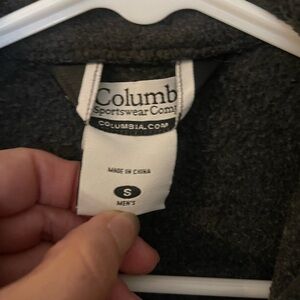 Columb
Sportswear Com
COLUMBIA.COM
MADE IN CHINA
S
MEN'S